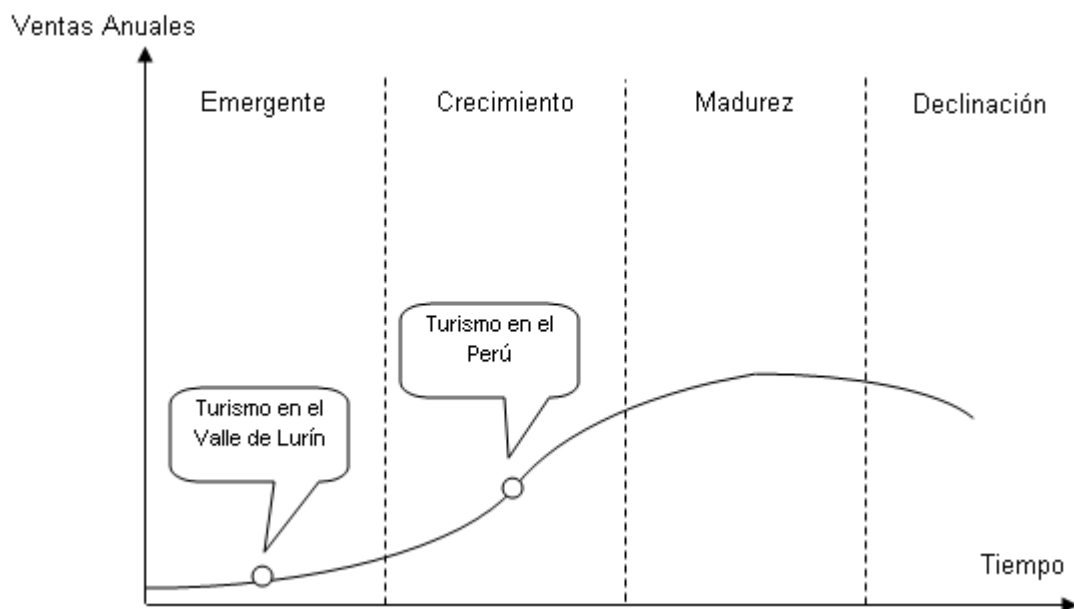 Ventas Anuales
Emergente
Crecimiento
Madurez
Declinación
Turismo en el
Perú
Turismo en el
Valle de Lurín
Tiempo